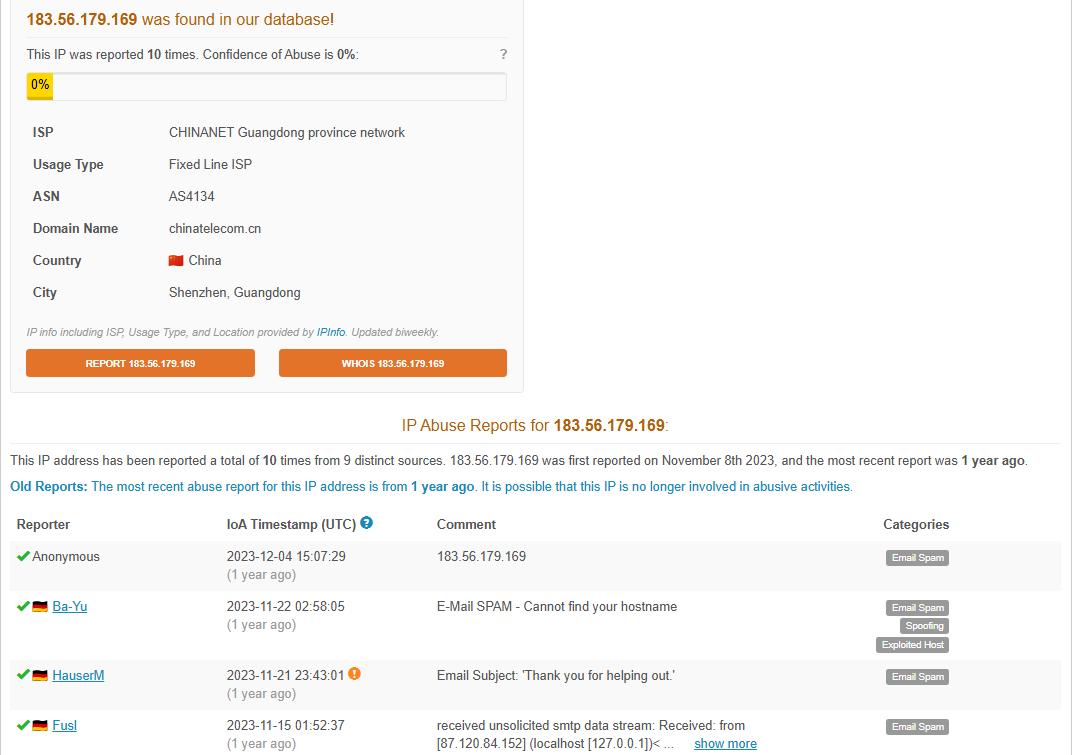 183.56.179.169 was found in our database!
This IP was reported 10 times. Confidence of Abuse is 0%: ?
0%
ISP CHINANET Guangdong province network
Usage Type Fixed Line ISP
ASN AS4134
Domain Name chinatelecom.cn
Country China
City Shenzhen, Guangdong
IP info including ISP, Usage Type, and Location provided by IPInfo. Updated biweekly.
REPORT 183.56.179.169 WHOIS 183.56.179.169
IP Abuse Reports for 183.56.179.169:
This IP address has been reported a total of 10 times from 9 distinct sources. 183.56.179.169 was first reported on November 8th 2023, and the most recent report was 1 year ago.
Old Reports: The most recent abuse report for this IP address is from 1 year ago. It is possible that this IP is no longer involved in abusive activities.
Reporter IoA Timestamp (UTC) ? Comment Categories
Anonymous 2023-12-04 15:07:29 183.56.179.169 Email Spam
(1 year ago)
Ba-Yu 2023-11-22 02:58:05 E-Mail SPAM - Cannot find your hostname Email Spam
(1 year ago) Spoofing
Exploited Host
HauserM 2023-11-21 23:43:01 ! Email Subject: 'Thank you for helping out.' Email Spam
(1 year ago)
Fusl 2023-11-15 01:52:37 received unsolicited smtp data stream: Received: from Email Spam
(1 year ago) [87.120.84.152] (localhost [127.0.0.1])< ... show more